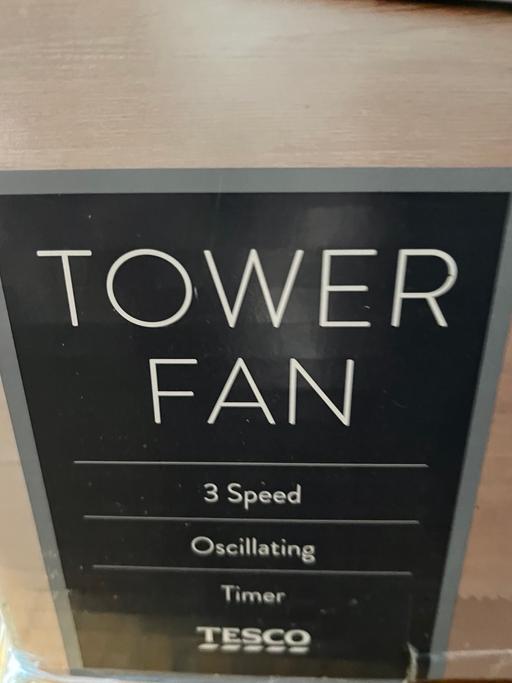 TOWER
FAN
3 Speed
Oscillating
Timer
TESCO